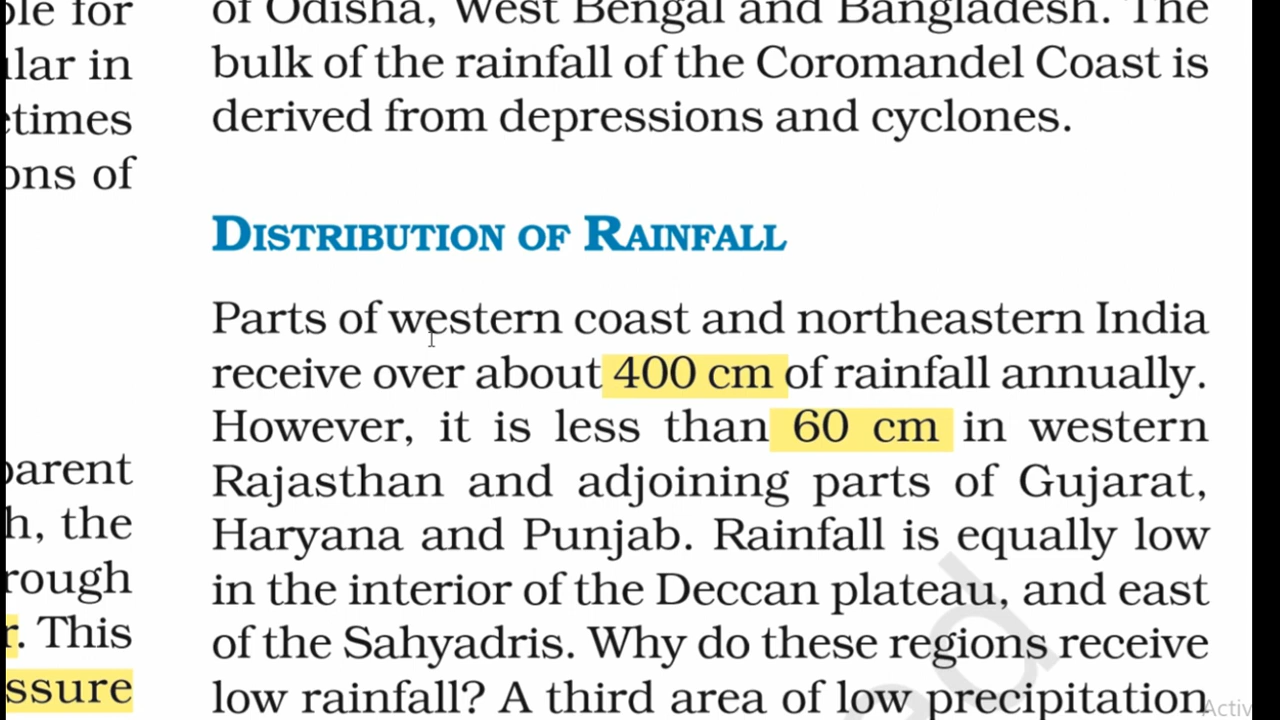 ole for
ular in
etimes
ons of
parent
h, the
rough
r. This
ssure
of Odisha, West Bengal and Bangladesh. The
bulk of the rainfall of the Coromandel Coast is
derived from depressions and cyclones.
DISTRIBUTION OF RAINFALL
Parts of western coast and northeastern India
receive over about 400 cm of rainfall annually.
However, it is less than 60 cm in western
Rajasthan and adjoining parts of Gujarat,
Haryana and Punjab. Rainfall is equally low
in the interior of the Deccan plateau, and east
of the Sahyadris. Why do these regions receive
low rainfall? A third area of low precipitation
ed
Activ